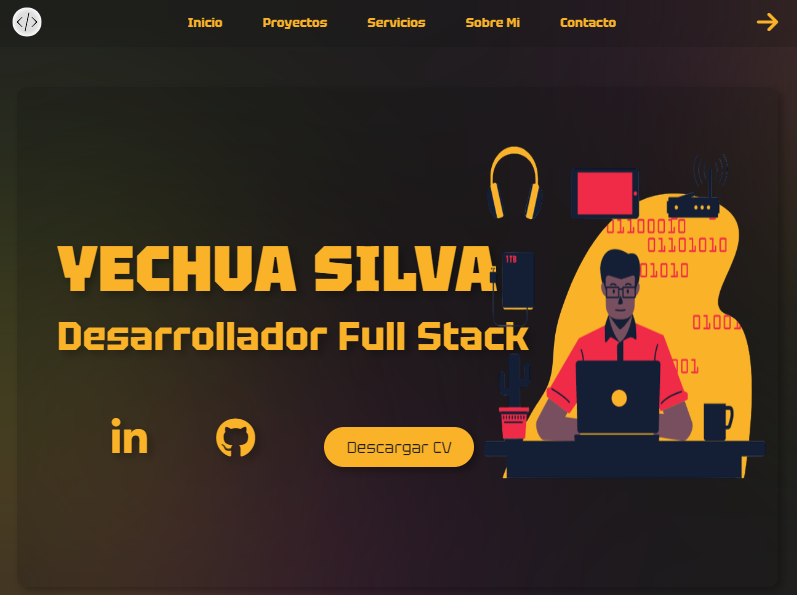 </>
Inicio Proyectos Servicios Sobre Mi Contacto
YECHUA SILVA
Desarrollador Full Stack
in
Descargar CV
1TB
01100010
01101010
01010
01001
001